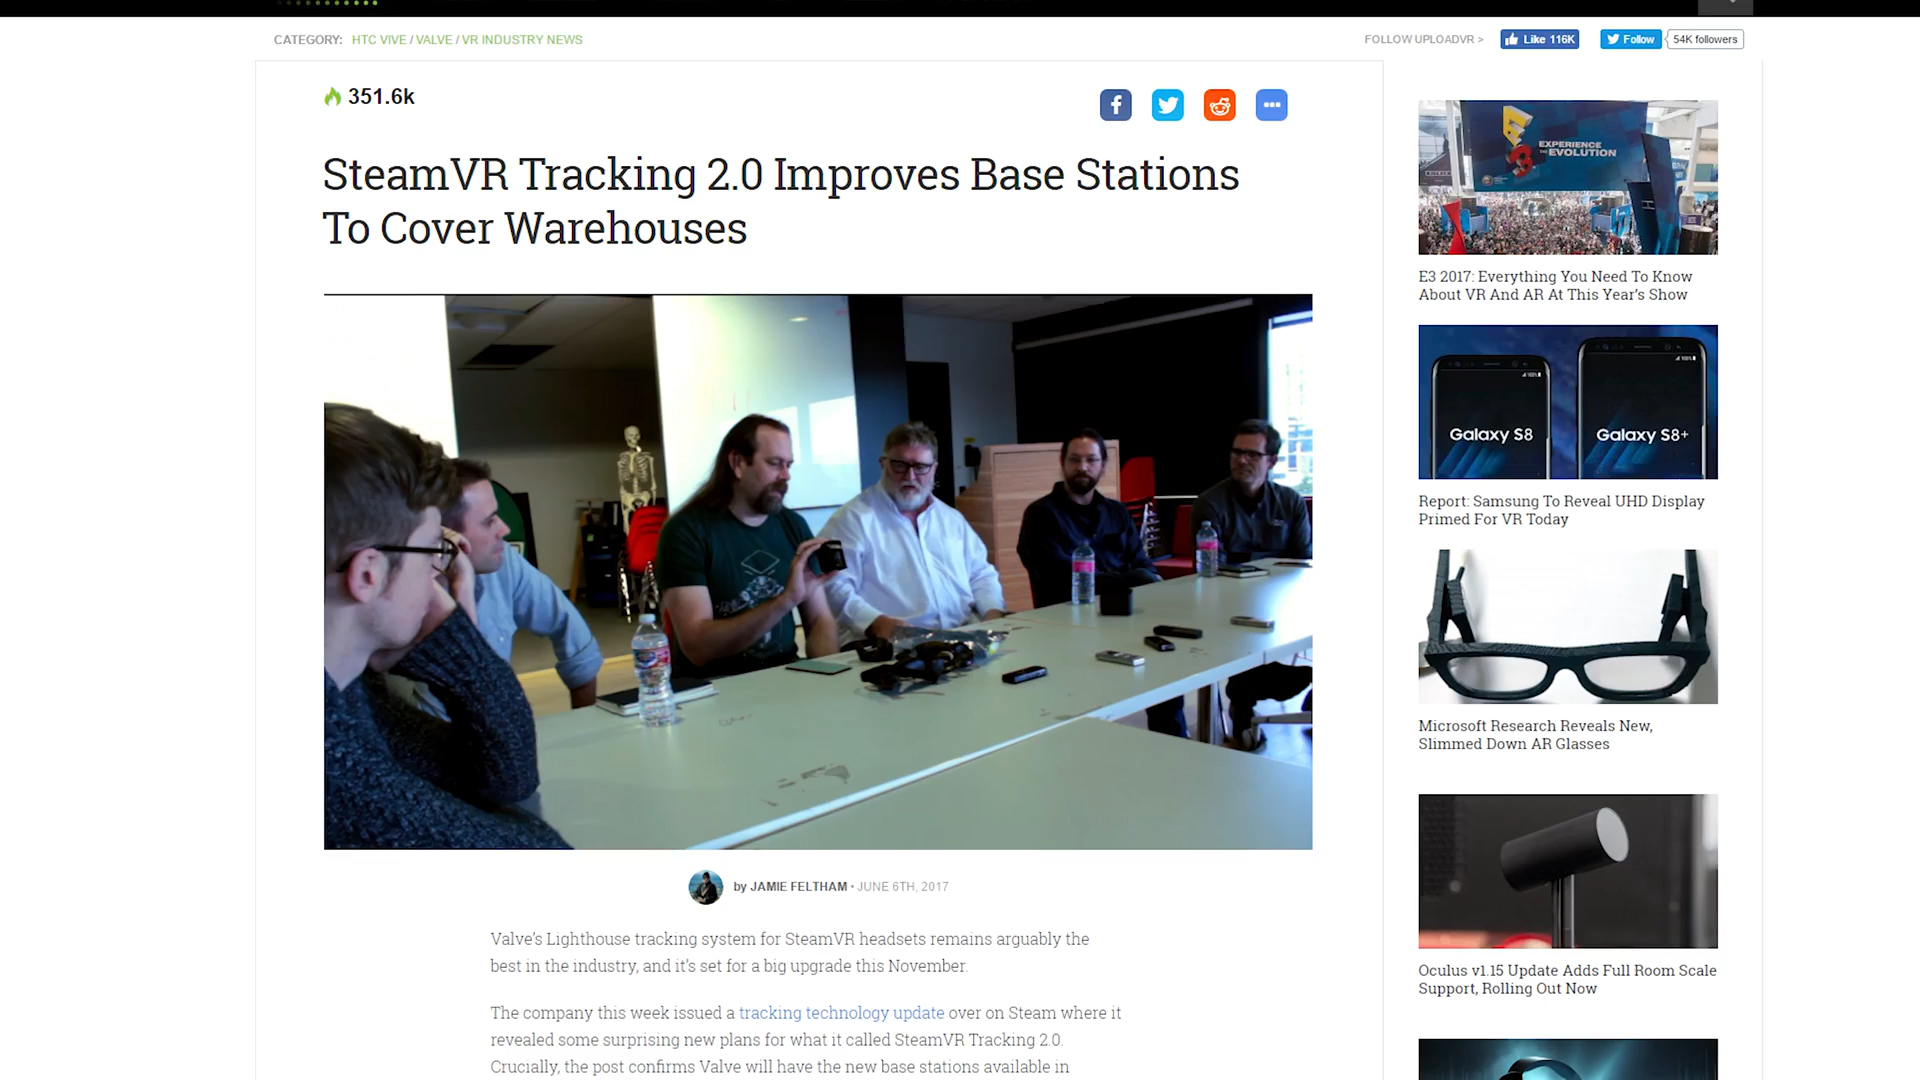 CATEGORY: HTC VIVE / VALVE / VR INDUSTRY NEWS
FOLLOW UPLOADVR >
Like 116K
Follow
54K followers
351.6k
SteamVR Tracking 2.0 Improves Base Stations
To Cover Warehouses
by JAMIE FELTHAM • JUNE 6TH, 2017
Valve's Lighthouse tracking system for SteamVR headsets remains arguably the
best in the industry, and it's set for a big upgrade this November.
The company this week issued a tracking technology update over on Steam where it
revealed some surprising new plans for what it called SteamVR Tracking 2.0.
Crucially, the post confirms Valve will have the new base stations available in
E3
EXPERIENCE
THE EVOLUTION
E3 2017: Everything You Need To Know
About VR And AR At This Year's Show
Galaxy S8
Galaxy S8+
Report: Samsung To Reveal UHD Display
Primed For VR Today
Microsoft Research Reveals New,
Slimmed Down AR Glasses
Oculus v1.15 Update Adds Full Room Scale
Support, Rolling Out Now